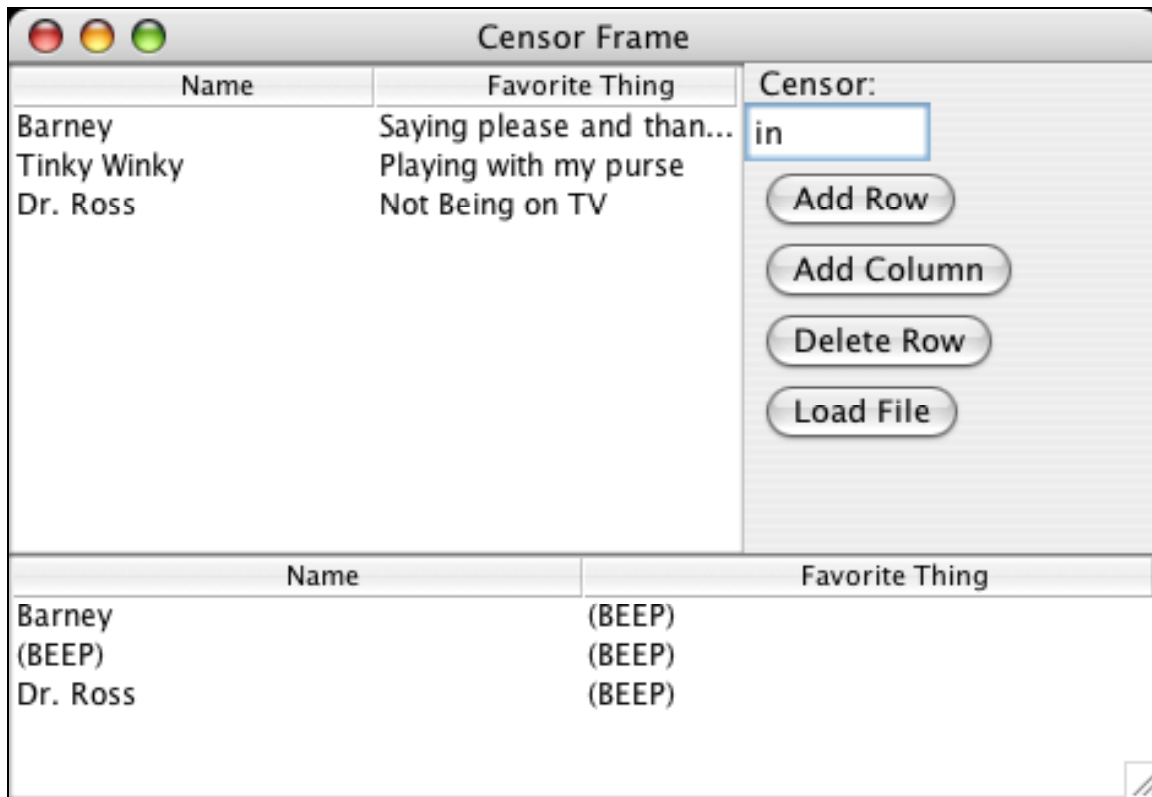 Censor Frame
Name Favorite Thing
Barney Saying please and than...
Tinky Winky Playing with my purse
Dr. Ross Not Being on TV
Censor:
in
Add Row
Add Column
Delete Row
Load File
Name Favorite Thing
Barney (BEEP)
(BEEP) (BEEP)
Dr. Ross (BEEP)